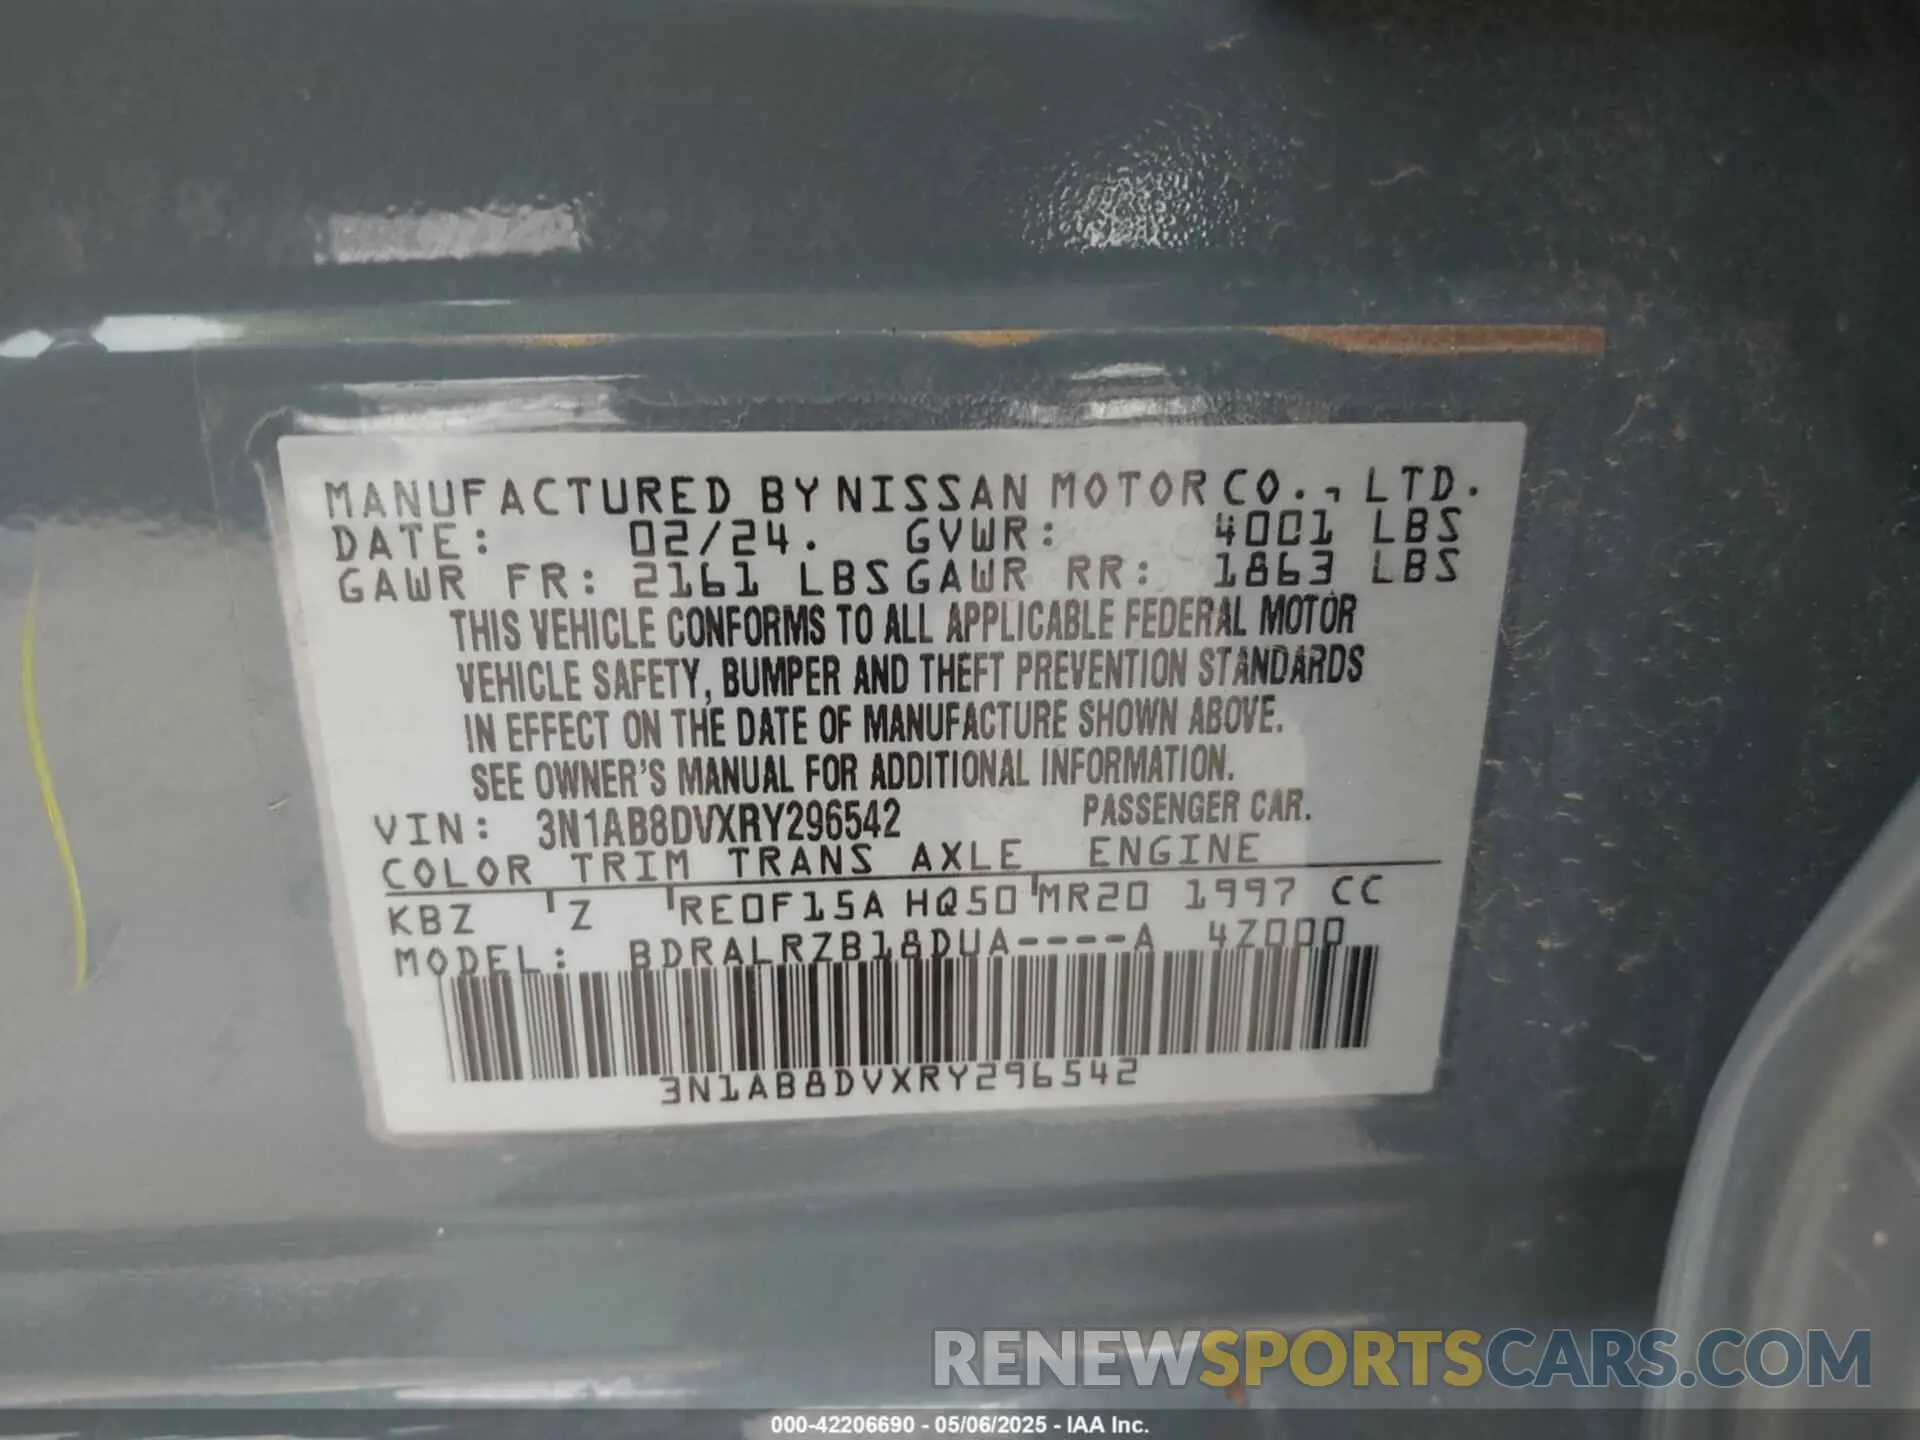 MANUFACTURED BY NISSAN MOTOR CO., LTD.
DATE: 02/24. GVWR: 4001 LBS
GAWR FR: 2161 LBS GAWR RR: 1863 LBS
THIS VEHICLE CONFORMS TO ALL APPLICABLE FEDERAL MOTOR
VEHICLE SAFETY, BUMPER AND THEFT PREVENTION STANDARDS
IN EFFECT ON THE DATE OF MANUFACTURE SHOWN ABOVE.
SEE OWNER'S MANUAL FOR ADDITIONAL INFORMATION.
VIN: 3N1AB8DVXRY296542 PASSENGER CAR.
COLOR TRIM TRANS AXLE ENGINE
KBZ Z RE0F15A HQ50 MR20 1997 CC
MODEL: BDRALRZB18DUA----A 4Z000
3N1AB8DVXRY296542
RENEWSPORTSCARS.COM
000-42206690 - 05/06/2025 - IAA Inc.